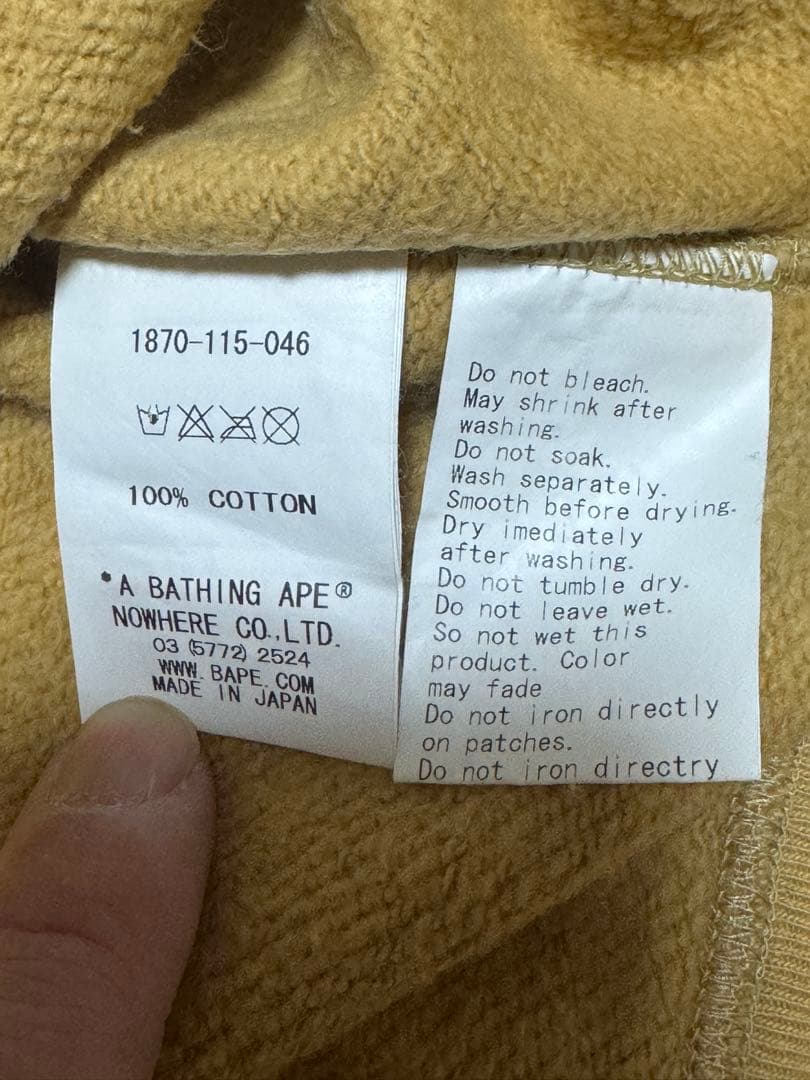 1870-115-046
100% COTTON
*A BATHING APE®
NOWHERE CO.,LTD.
03 (5772) 2524
WWW.BAPE.COM
MADE IN JAPAN
Do not bleach.
May shrink after
washing.
Do not soak.
Wash separately.
Smooth before drying.
Dry imediately
after washing.
Do not tumble dry.
Do not leave wet.
So not wet this
product. Color
may fade
Do not iron directly
on patches.
Do not iron directry